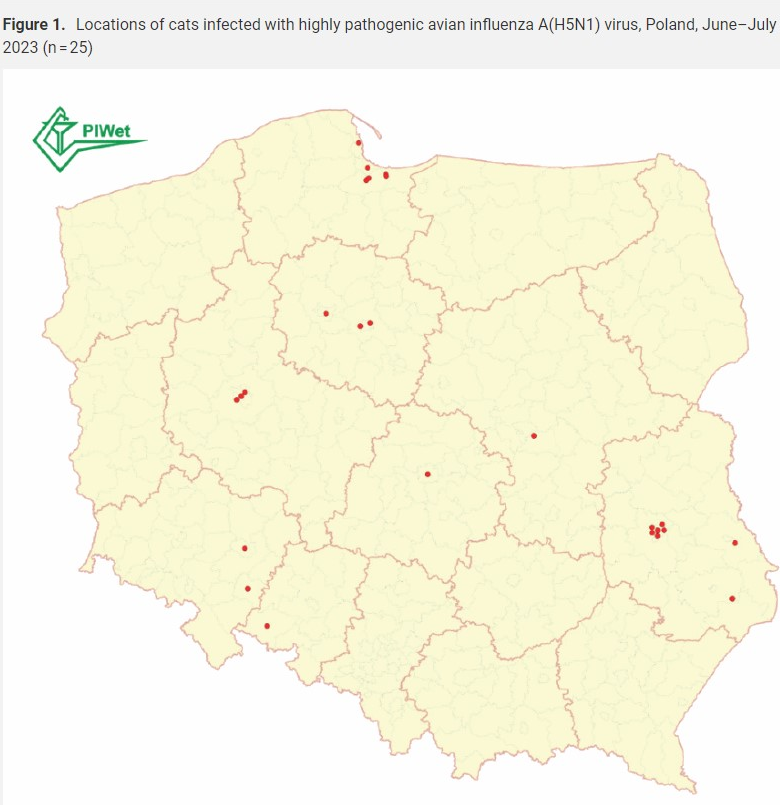 Figure 1. Locations of cats infected with highly pathogenic avian influenza A(H5N1) virus, Poland, June–July
2023 (n = 25)
PIWet